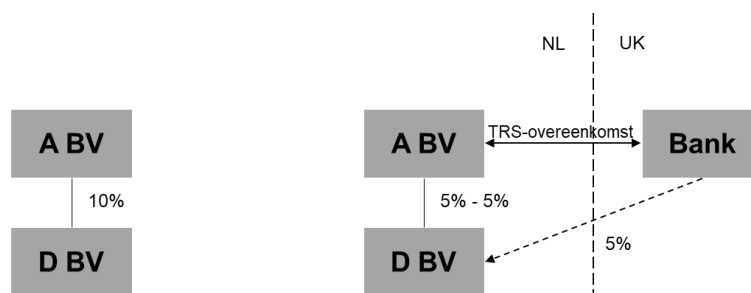 NL UK
A BV
A BV
TRS-overeenkomst
Bank
10%
5% - 5%
D BV
D BV
5%